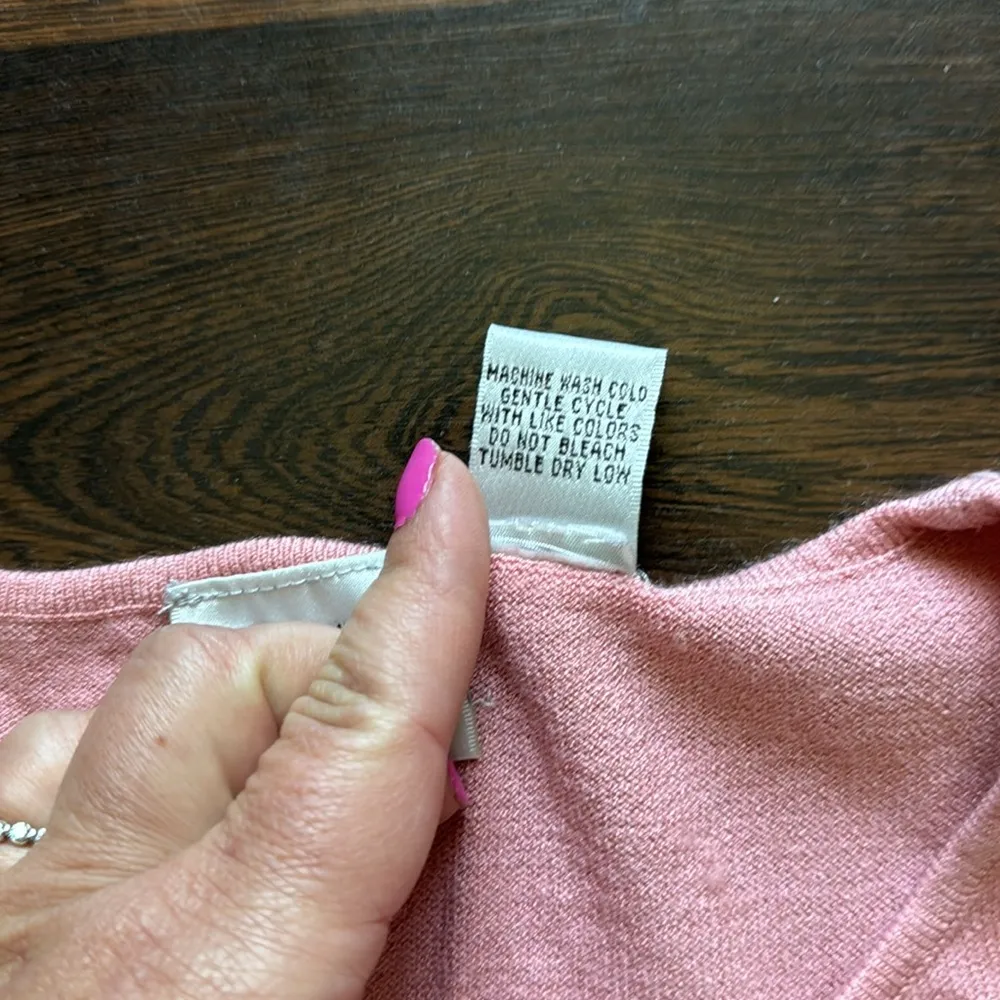 MACHINE WASH COLD
GENTLE CYCLE
WITH LIKE COLORS
DO NOT BLEACH
TUMBLE DRY LOW